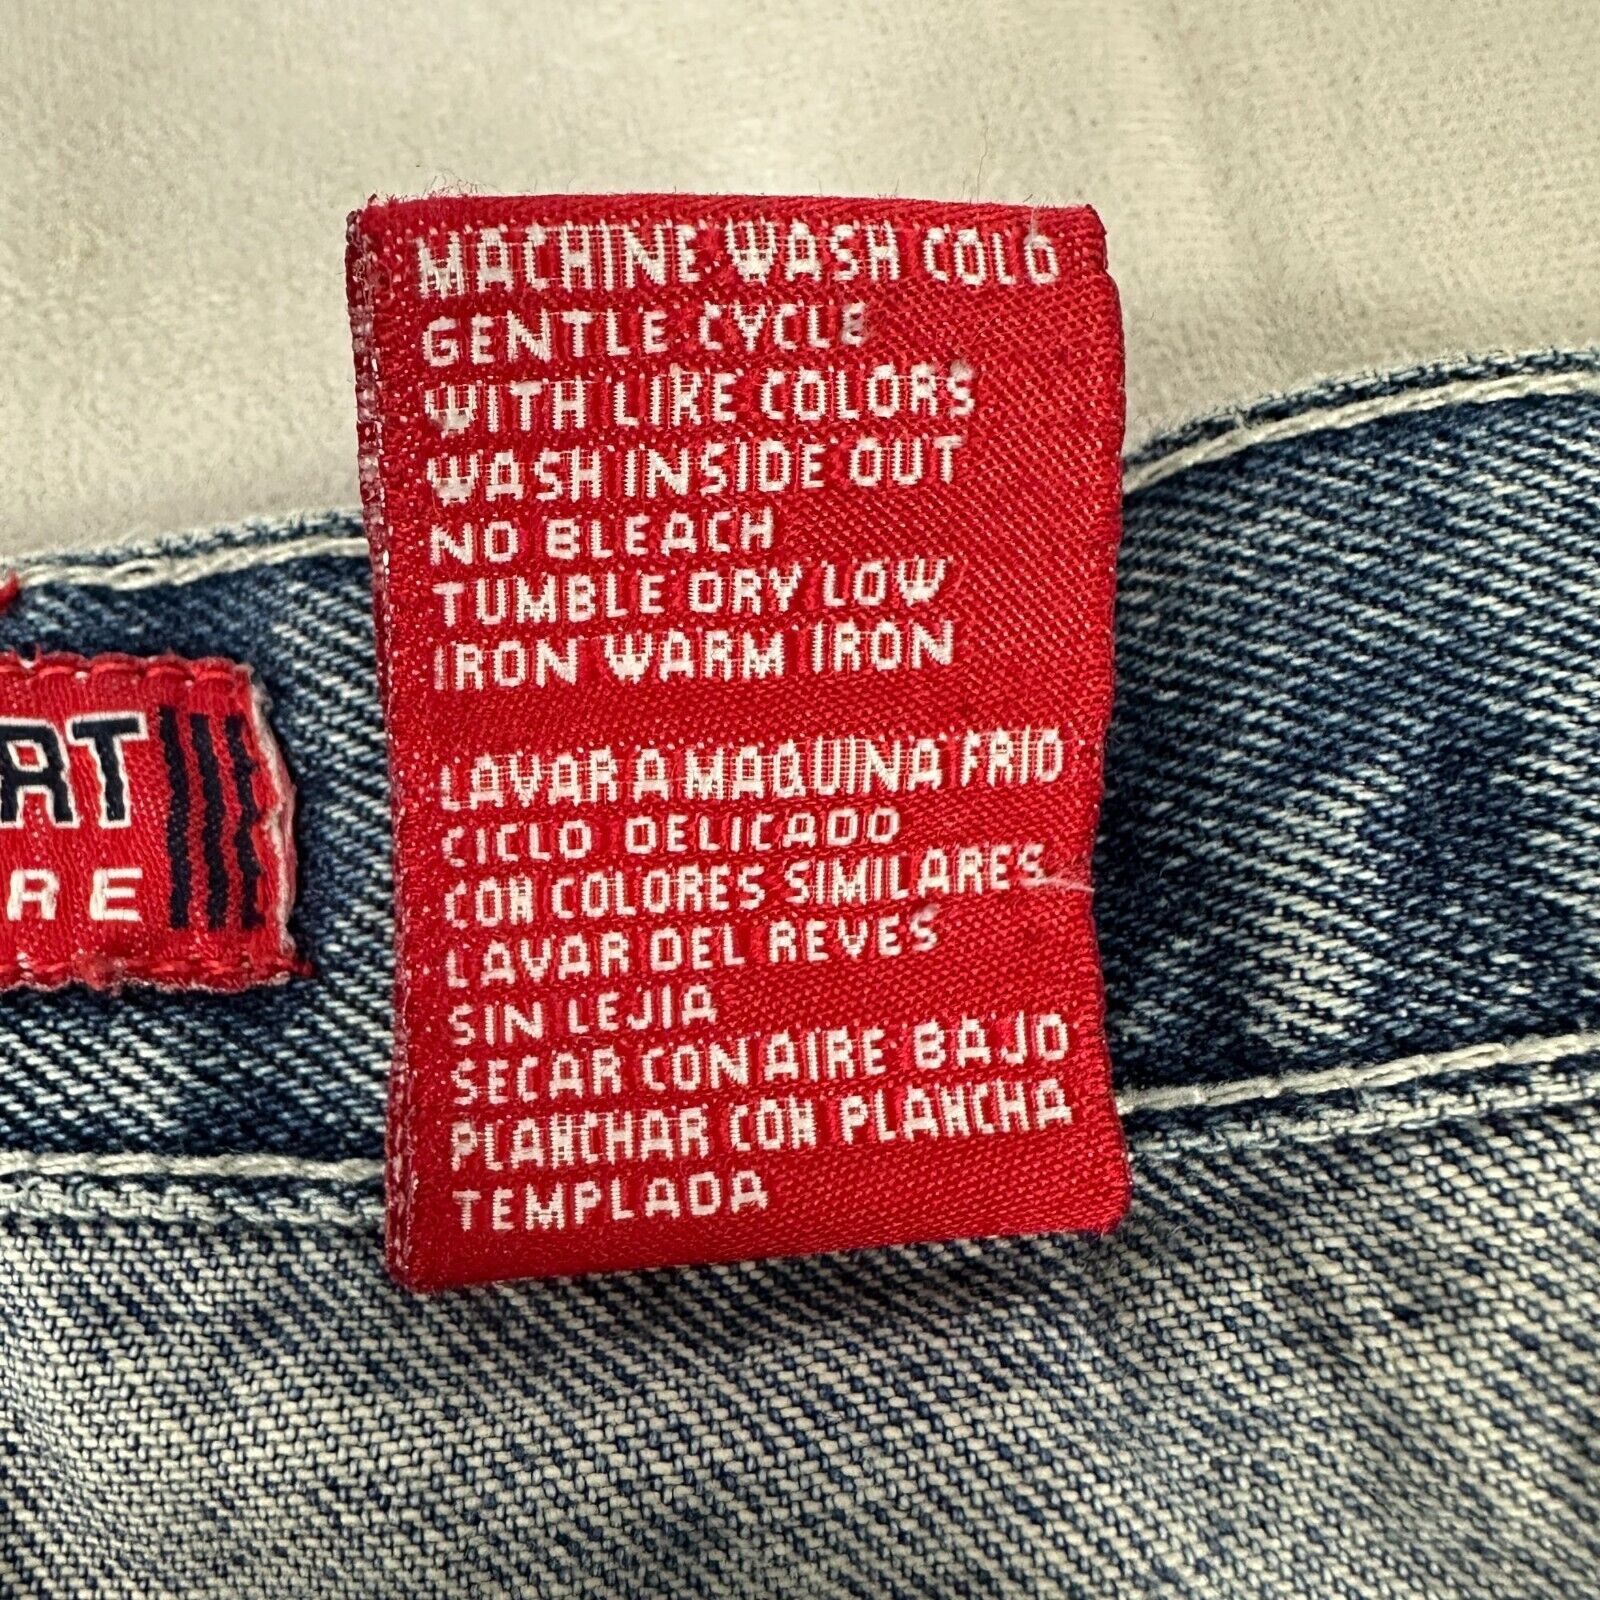 MACHINE WASH COLD
GENTLE CYCLE
WITH LIKE COLORS
WASH INSIDE OUT
NO BLEACH
TUMBLE DRY LOW
IRON WARM IRON
LAVAR A MAQUINA FRIO
CICLO DELICADO
CON COLORES SIMILARES
LAVAR DEL REVES
SIN LEJIA
SECAR CON AIRE BAJO
PLANCHAR CON PLANCHA
TEMPLADA